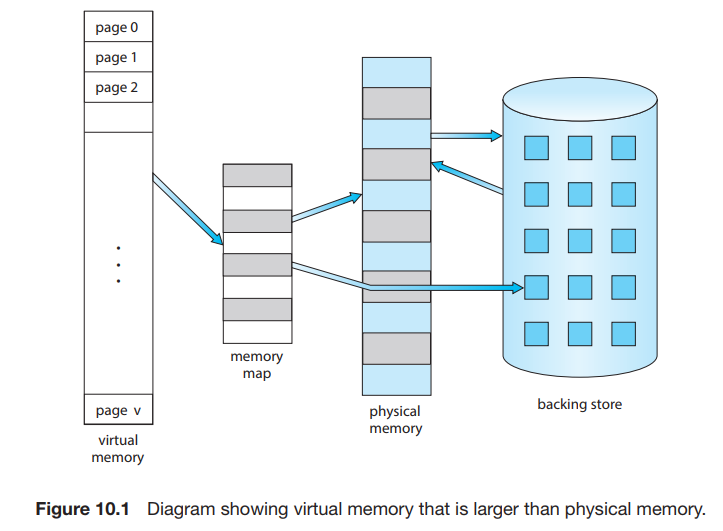 page 0
page 1
page 2
page v
virtual
memory
memory
map
physical
memory
backing store
Figure 10.1 Diagram showing virtual memory that is larger than physical memory.